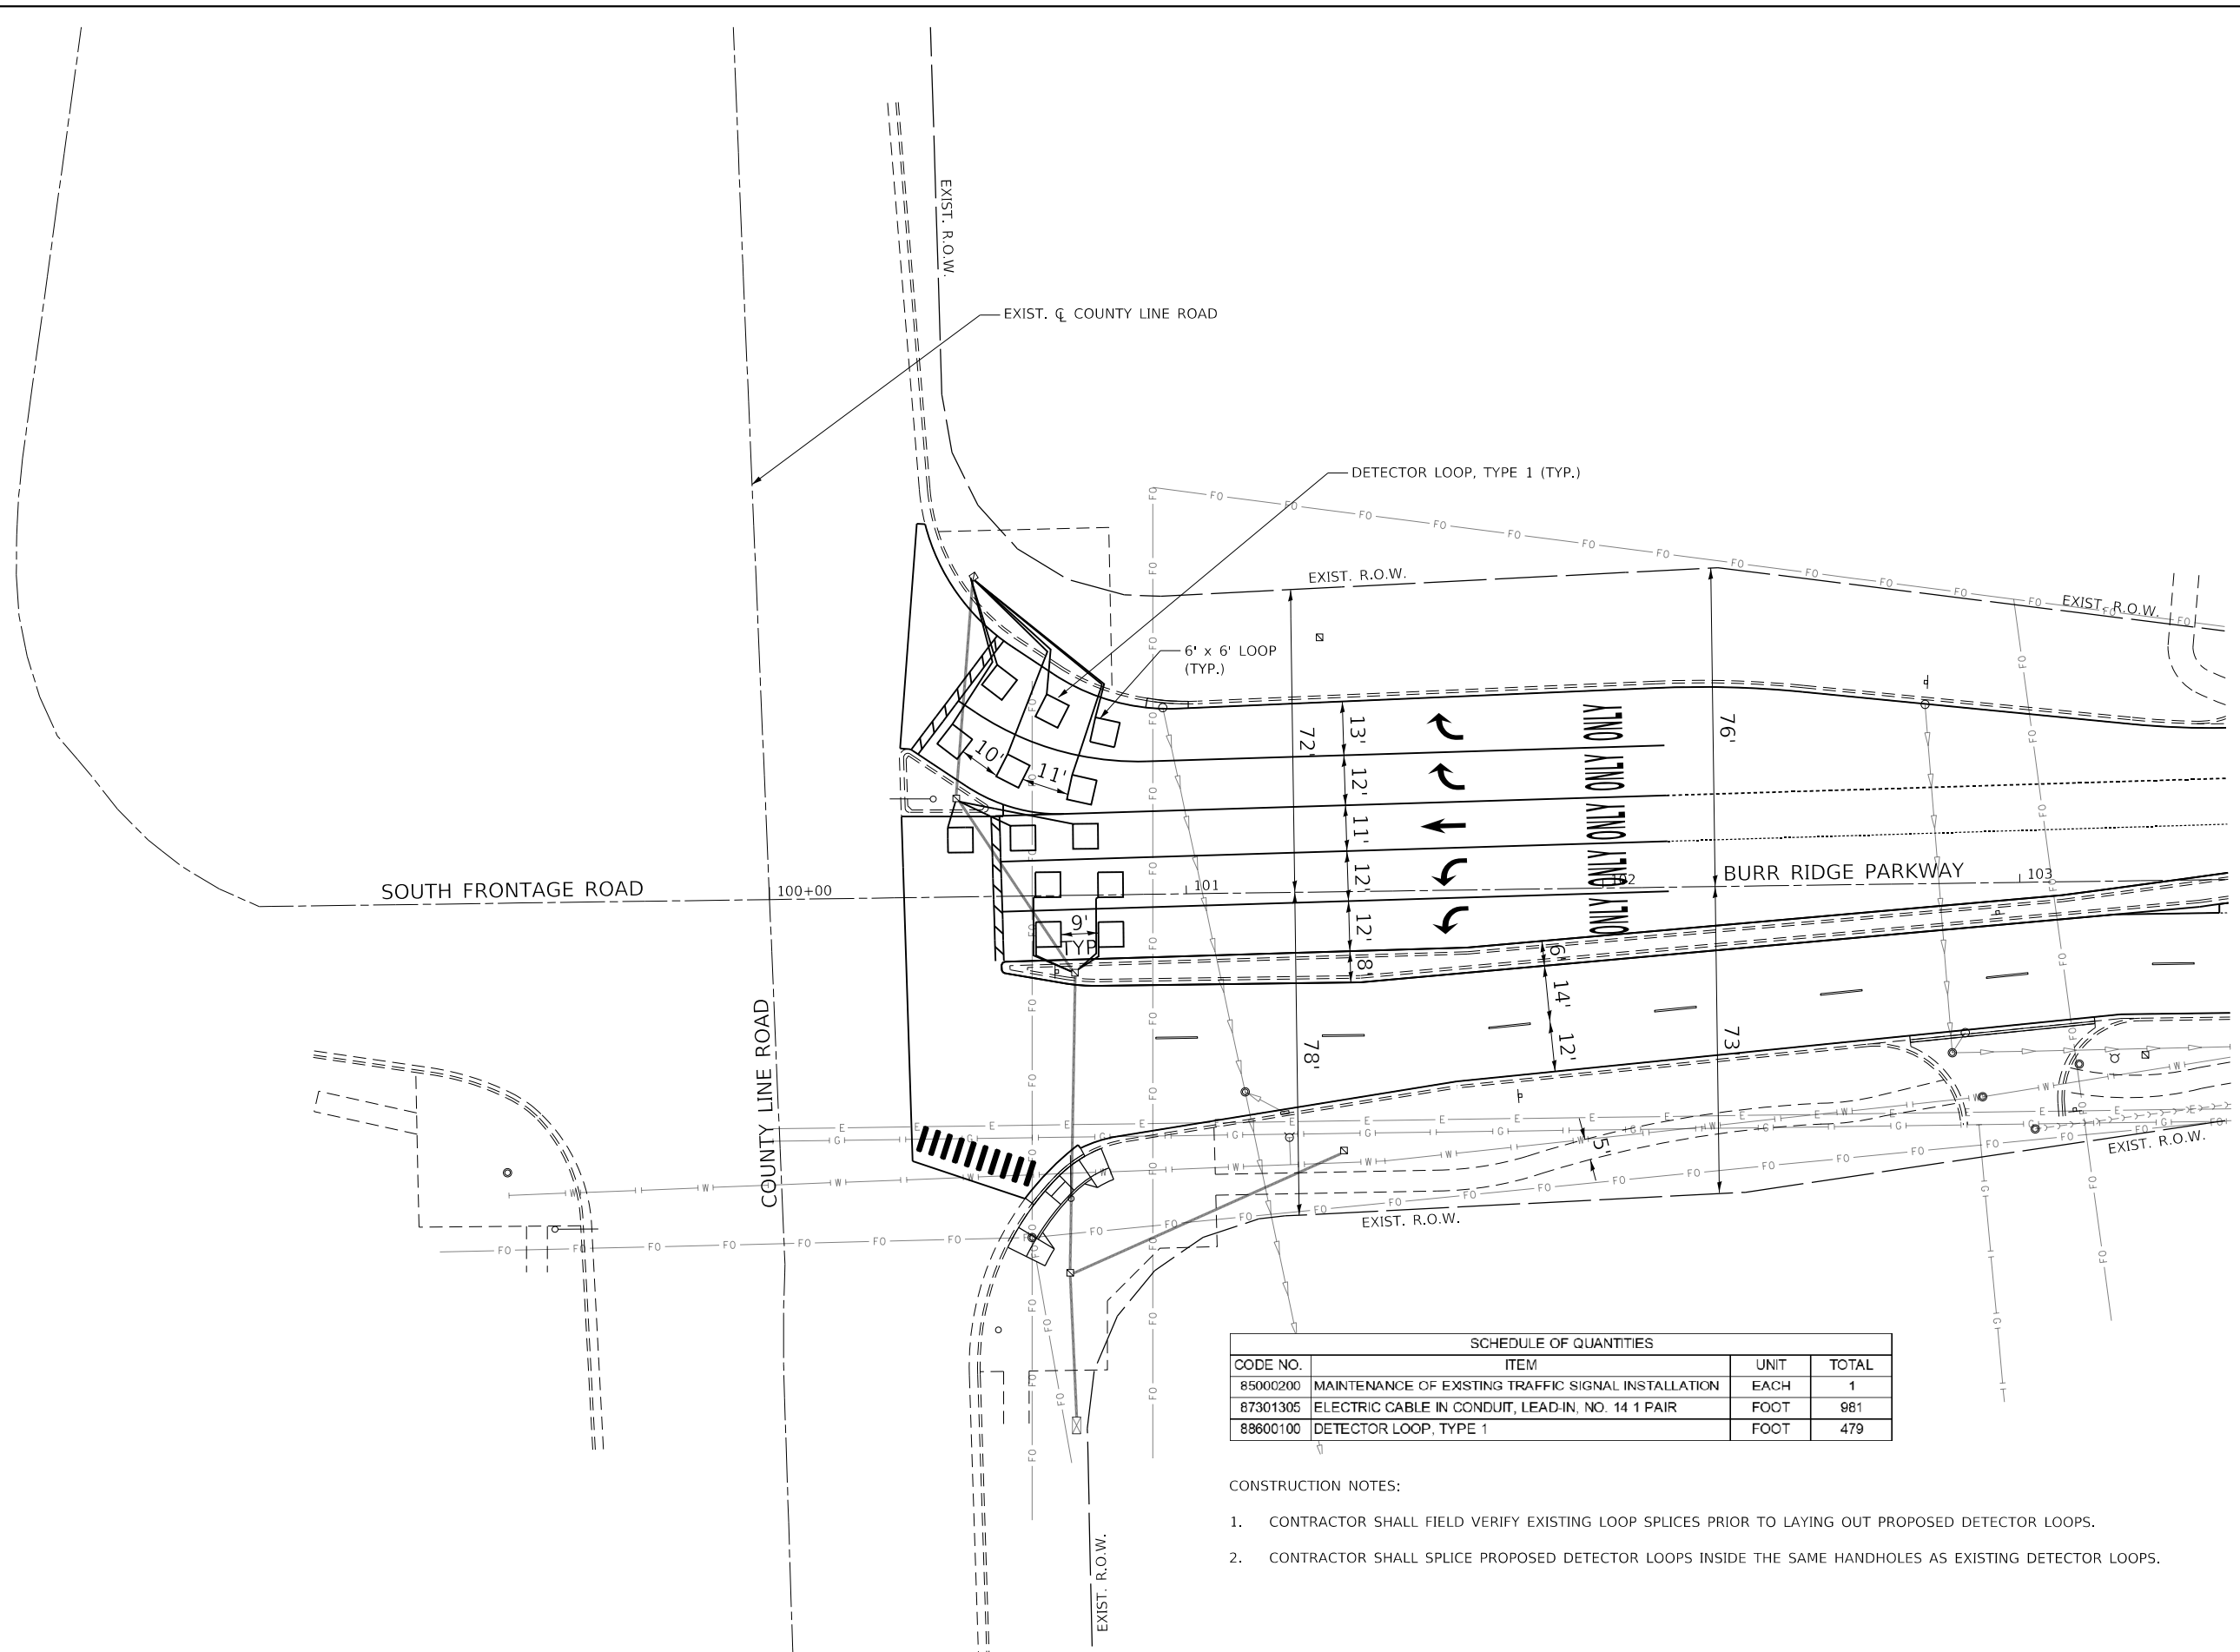 EXIST. R.O.W.
EXIST. ℄ COUNTY LINE ROAD
DETECTOR LOOP, TYPE 1 (TYP.)
EXIST. R.O.W.
EXIST. R.O.W.
6' x 6' LOOP
(TYP.)
10'
11'
72'
76'
13'
12'
11'
12'
12'
8'
ONLY
ONLY
ONLY
ONLY
ONLY
SOUTH FRONTAGE ROAD
100+00
101
102
103
BURR RIDGE PARKWAY
9'
TYP
6'
14'
12'
78'
73'
5'
COUNTY LINE ROAD
EXIST. R.O.W.
EXIST. R.O.W.
EXIST. R.O.W.
FO
E
G
W
SCHEDULE OF QUANTITIES
CODE NO. ITEM UNIT TOTAL
85000200 MAINTENANCE OF EXISTING TRAFFIC SIGNAL INSTALLATION EACH 1
87301305 ELECTRIC CABLE IN CONDUIT, LEAD-IN, NO. 14 1 PAIR FOOT 981
88600100 DETECTOR LOOP, TYPE 1 FOOT 479
CONSTRUCTION NOTES:
1. CONTRACTOR SHALL FIELD VERIFY EXISTING LOOP SPLICES PRIOR TO LAYING OUT PROPOSED DETECTOR LOOPS.
2. CONTRACTOR SHALL SPLICE PROPOSED DETECTOR LOOPS INSIDE THE SAME HANDHOLES AS EXISTING DETECTOR LOOPS.